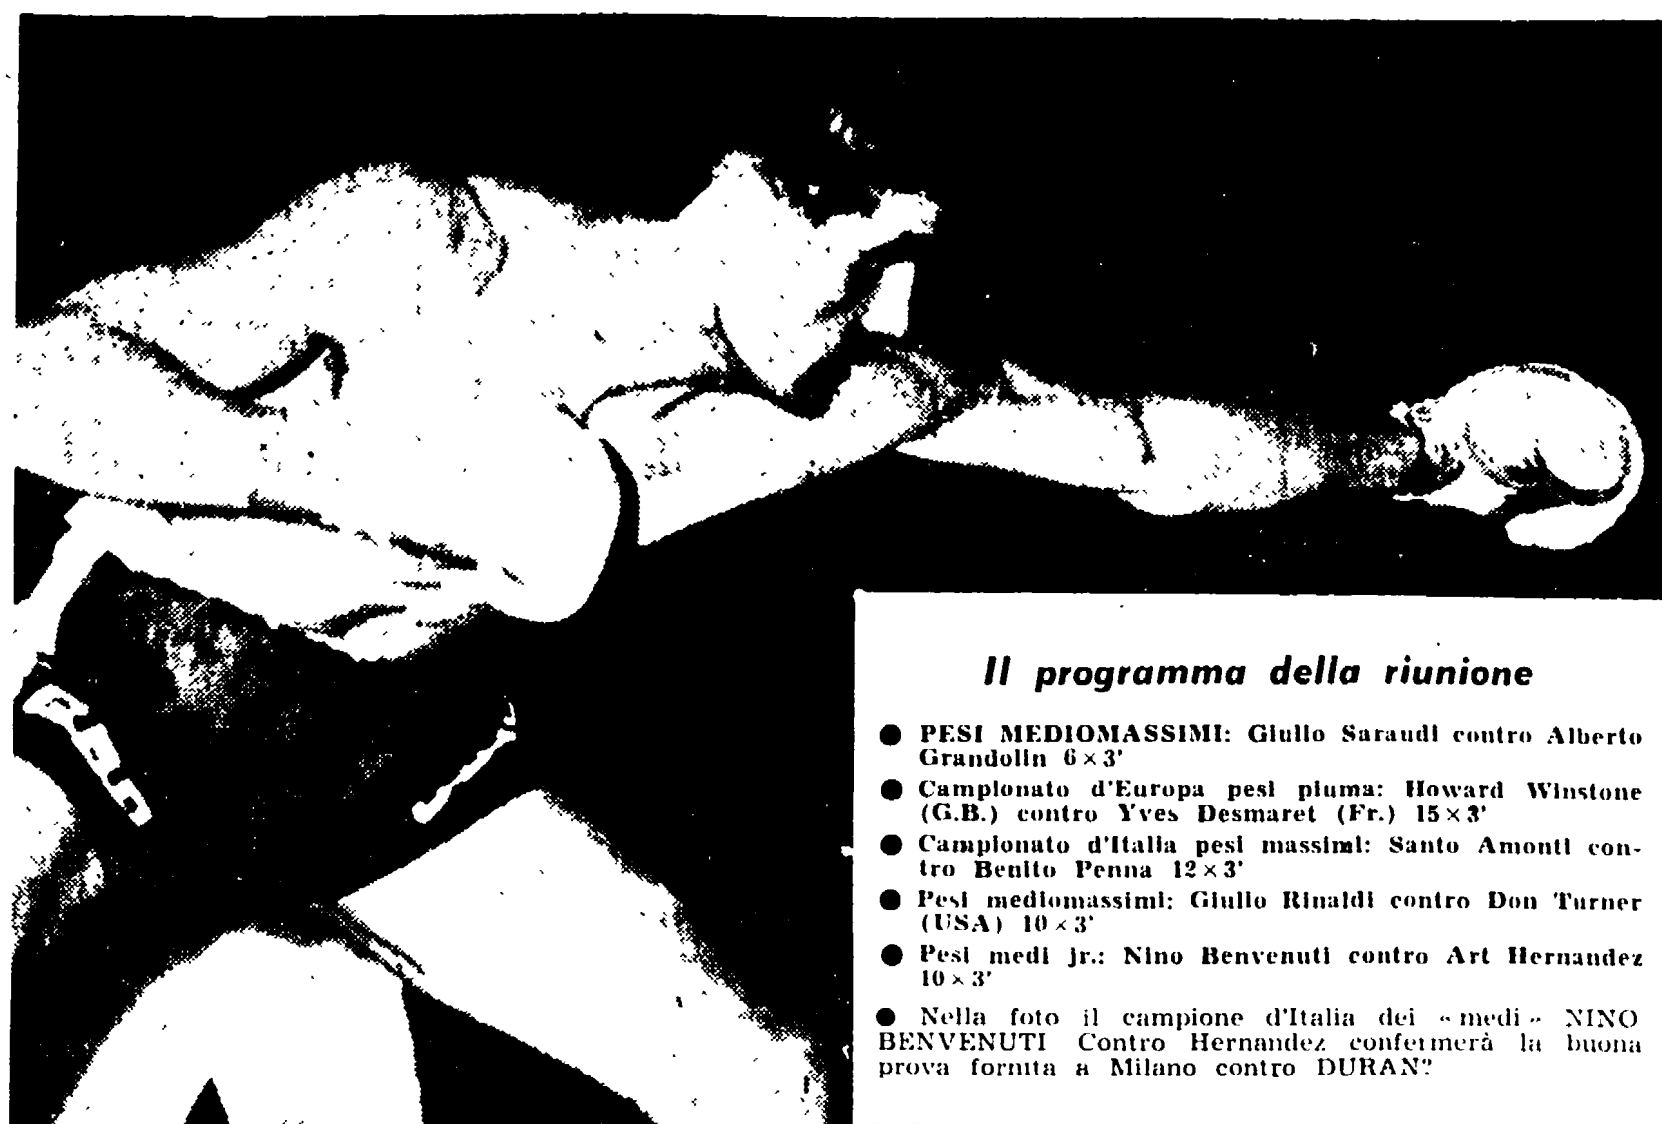 Il programma della riunione
● PESI MEDIOMASSIMI: Giulio Saraudi contro Alberto
Grandolin 6×3'
● Campionato d'Europa pesi piuma: Howard Winstone
(G.B.) contro Yves Desmaret (Fr.) 15×3'
● Campionato d'Italia pesi massimi: Santo Amonti con-
tro Benito Penna 12×3'
● Pesi mediomassimi: Giulio Rinaldi contro Don Turner
(USA) 10×3'
● Pesi medi jr.: Nino Benvenuti contro Art Hernandez
10×3'
● Nella foto il campione d'Italia dei «medi» NINO
BENVENUTI Contro Hernandez confermerà la buona
prova fornita a Milano contro DURAN?